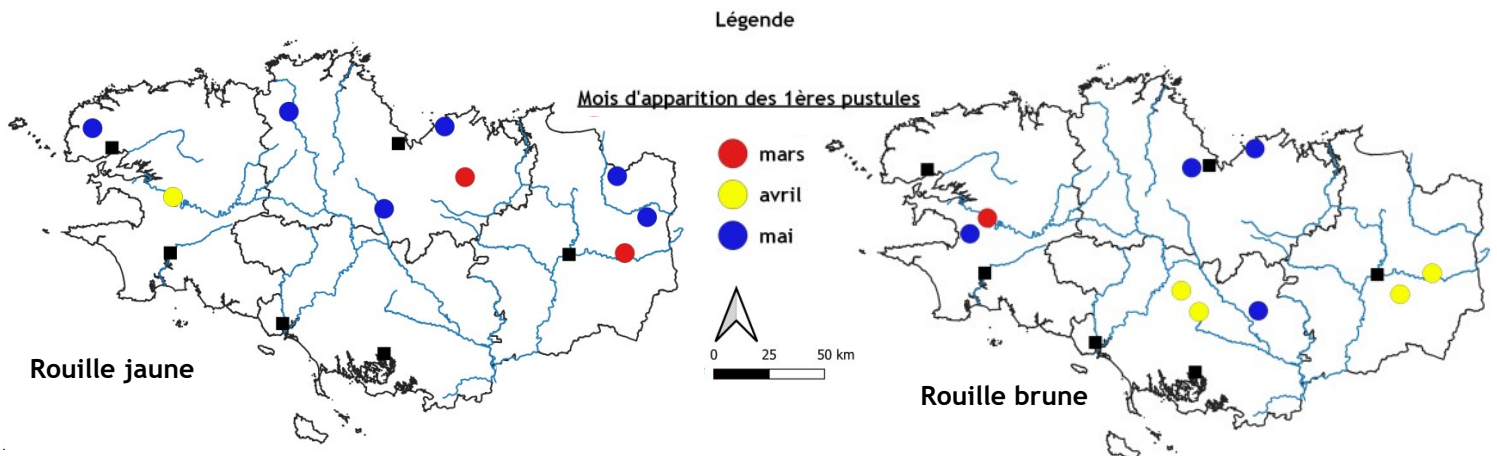 Légende
Mois d'apparition des 1ères pustules
mars
avril
mai
0 25 50 km
Rouille jaune
Rouille brune